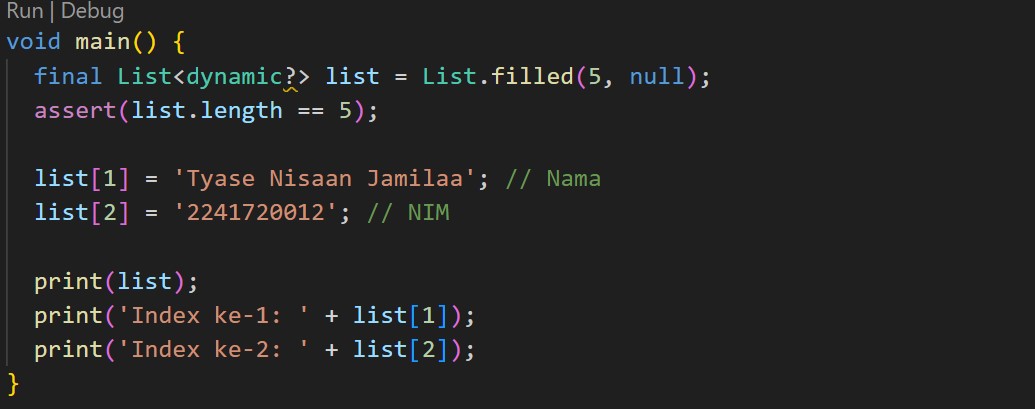 Run | Debug
void main() {
  final List<dynamic?> list = List.filled(5, null);
  assert(list.length == 5);
  list[1] = 'Tyase Nisaan Jamilaa'; // Nama
  list[2] = '2241720012'; // NIM
  print(list);
  print('Index ke-1: ' + list[1]);
  print('Index ke-2: ' + list[2]);
}